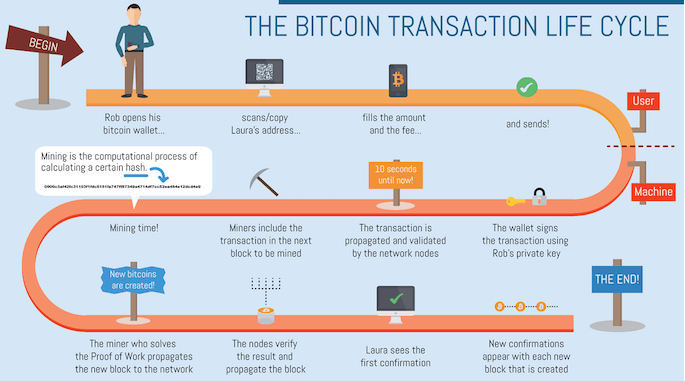 THE BITCOIN TRANSACTION LIFE CYCLE
BEGIN
Rob opens his
bitcoin wallet...
scans/copy
Laura's address...
fills the amount
and the fee...
and sends!
User
Machine
Mining is the computational process of
calculating a certain hash.
10 seconds
until now!
Mining time!
Miners include the
transaction in the next
block to be mined
The transaction is
propagated and validated
by the network nodes
The wallet signs
the transaction using
Rob's private key
New bitcoins
are created!
THE END!
The miner who solves
the Proof of Work propagates
the new block to the network
The nodes verify
the result and
propagate the block
Laura sees the
first confirmation
New confirmations
appear with each new
block that is created